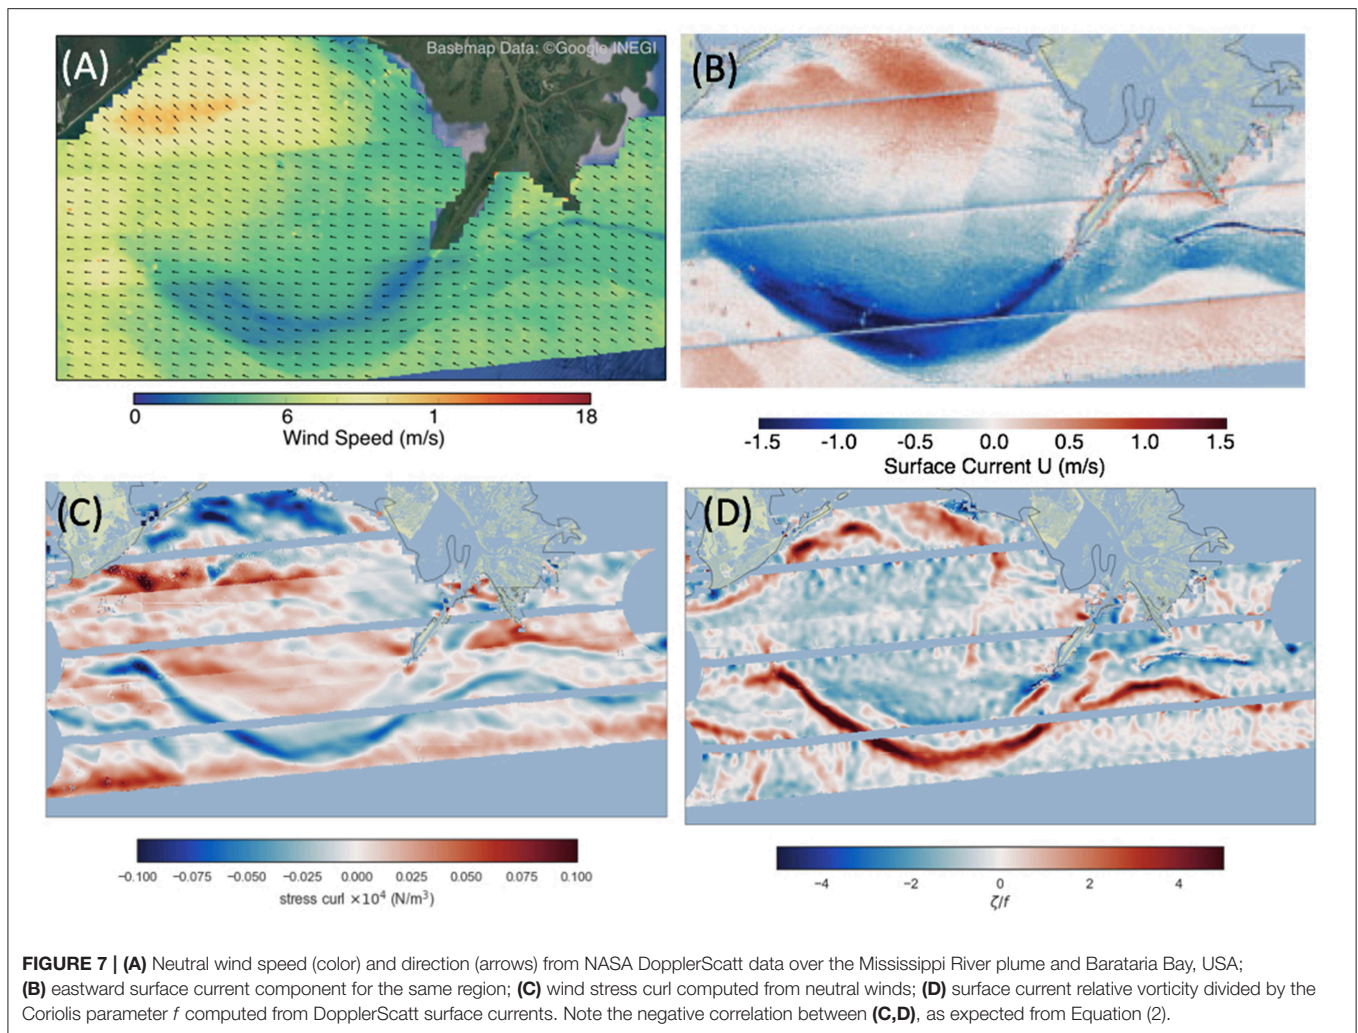 (A)
Basemap Data: ©Google INEGI
0 6 1 18
Wind Speed (m/s)
(B)
-1.5 -1.0 -0.5 0.0 0.5 1.0 1.5
Surface Current U (m/s)
(C)
−0.100 −0.075 −0.050 −0.025 0.000 0.025 0.050 0.075 0.100
stress curl ×10⁴ (N/m³)
(D)
−4 −2 0 2 4
ζ/f
FIGURE 7 | (A) Neutral wind speed (color) and direction (arrows) from NASA DopplerScatt data over the Mississippi River plume and Barataria Bay, USA;
(B) eastward surface current component for the same region; (C) wind stress curl computed from neutral winds; (D) surface current relative vorticity divided by the
Coriolis parameter f computed from DopplerScatt surface currents. Note the negative correlation between (C,D), as expected from Equation (2).